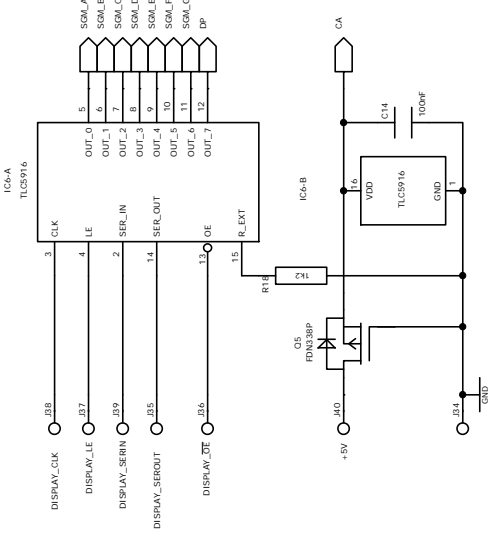 SGM_A
SGM_B
SGM_C
SGM_D
SGM_E
SGM_F
SGM_G
DP
CA
5
6
7
8
9
10
11
12
OUT_0
OUT_1
OUT_2
OUT_3
OUT_4
OUT_5
OUT_6
OUT_7
IC6-A
TLC5916
CLK
LE
SER_IN
SER_OUT
OE
R_EXT
3
4
2
14
13
15
C14
100nF
IC6-B
16
VDD
TLC5916
GND
1
R18
1k2
Q5
FDN338P
J38
J37
J39
J35
J36
J40
J34
DISPLAY_CLK
DISPLAY_LE
DISPLAY_SERIN
DISPLAY_SEROUT
DISPLAY_OE
+5V
GND